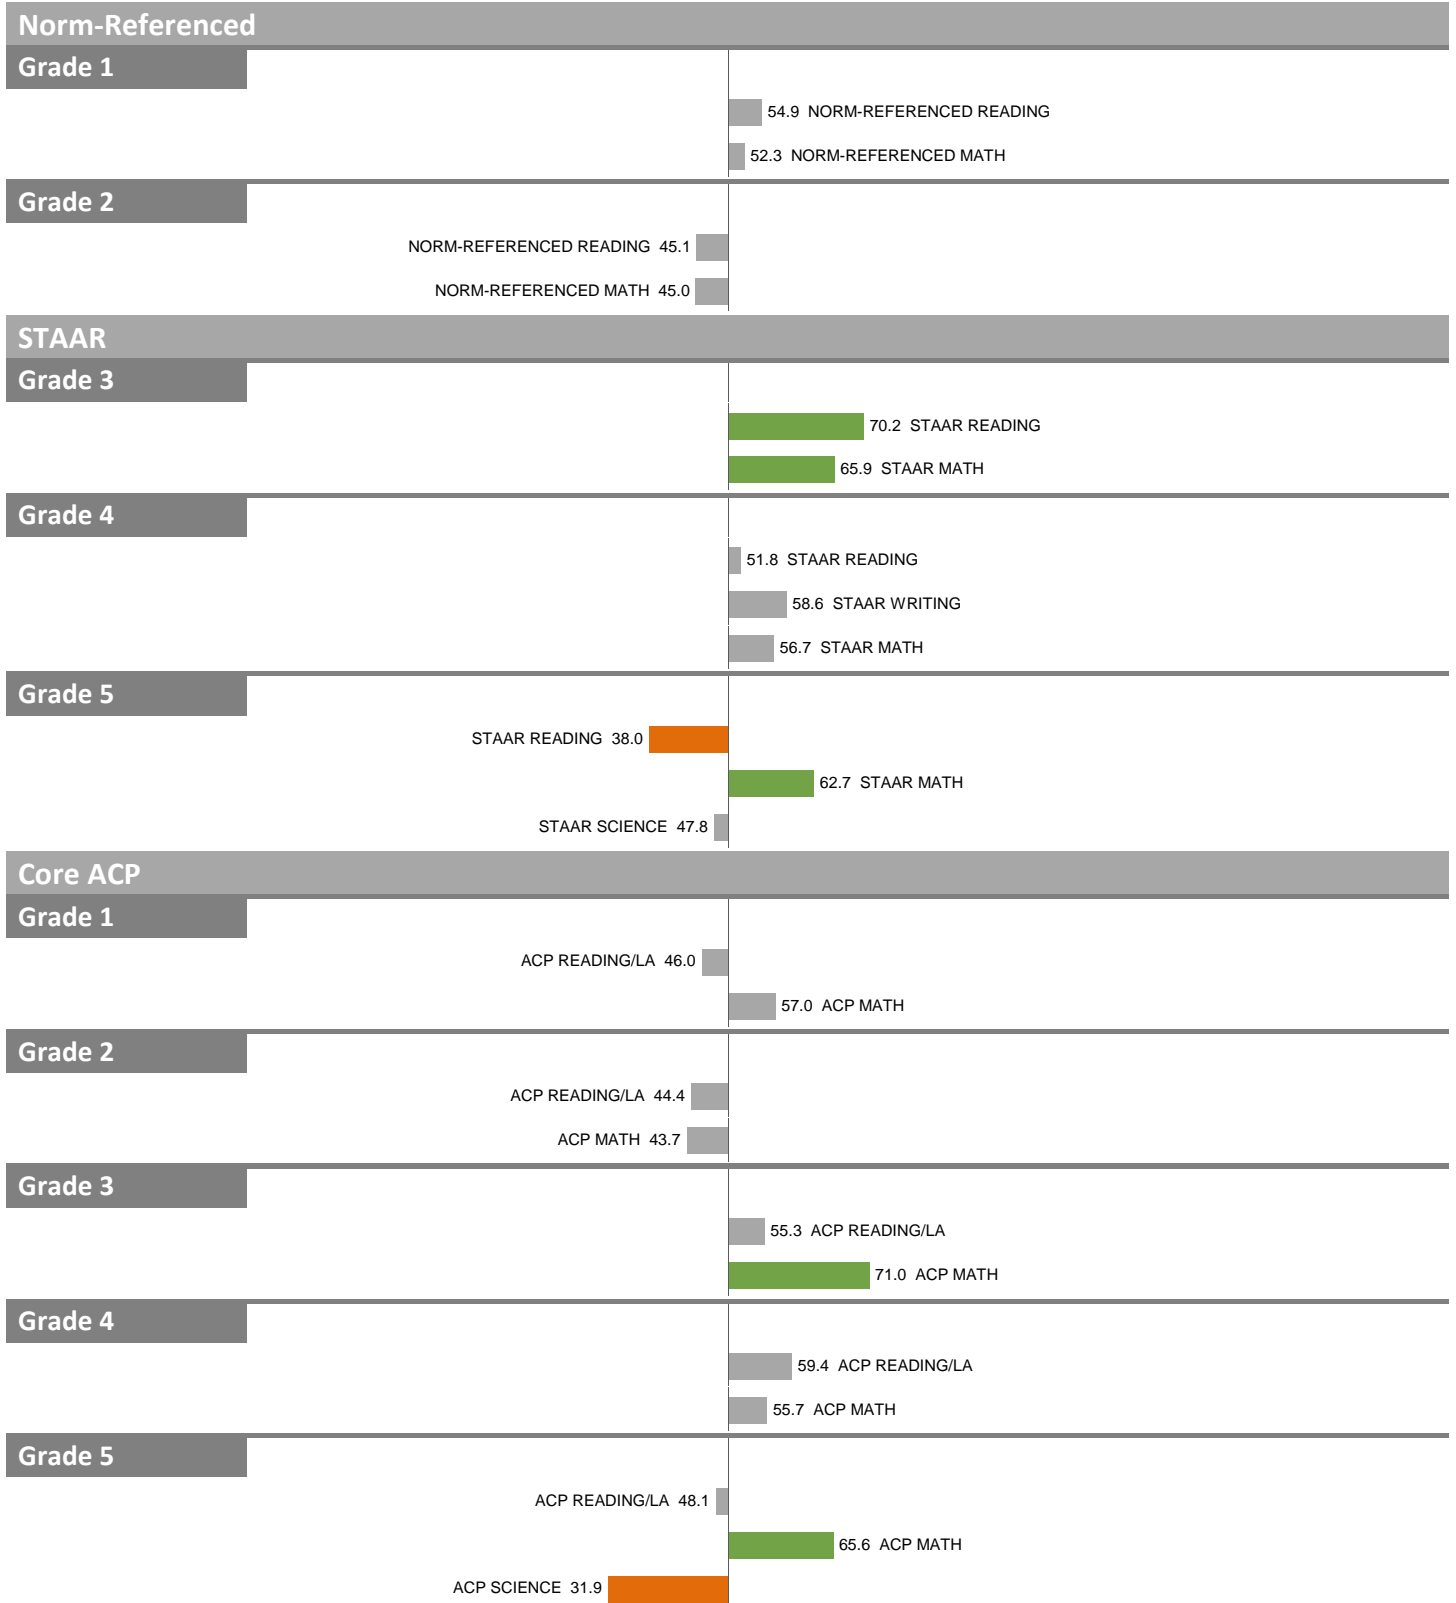 Norm-Referenced
Grade 1
54.9 NORM-REFERENCED READING
52.3 NORM-REFERENCED MATH
Grade 2
NORM-REFERENCED READING 45.1
NORM-REFERENCED MATH 45.0
STAAR
Grade 3
70.2 STAAR READING
65.9 STAAR MATH
Grade 4
51.8 STAAR READING
58.6 STAAR WRITING
56.7 STAAR MATH
Grade 5
STAAR READING 38.0
62.7 STAAR MATH
STAAR SCIENCE 47.8
Core ACP
Grade 1
ACP READING/LA 46.0
57.0 ACP MATH
Grade 2
ACP READING/LA 44.4
ACP MATH 43.7
Grade 3
55.3 ACP READING/LA
71.0 ACP MATH
Grade 4
59.4 ACP READING/LA
55.7 ACP MATH
Grade 5
ACP READING/LA 48.1
65.6 ACP MATH
ACP SCIENCE 31.9